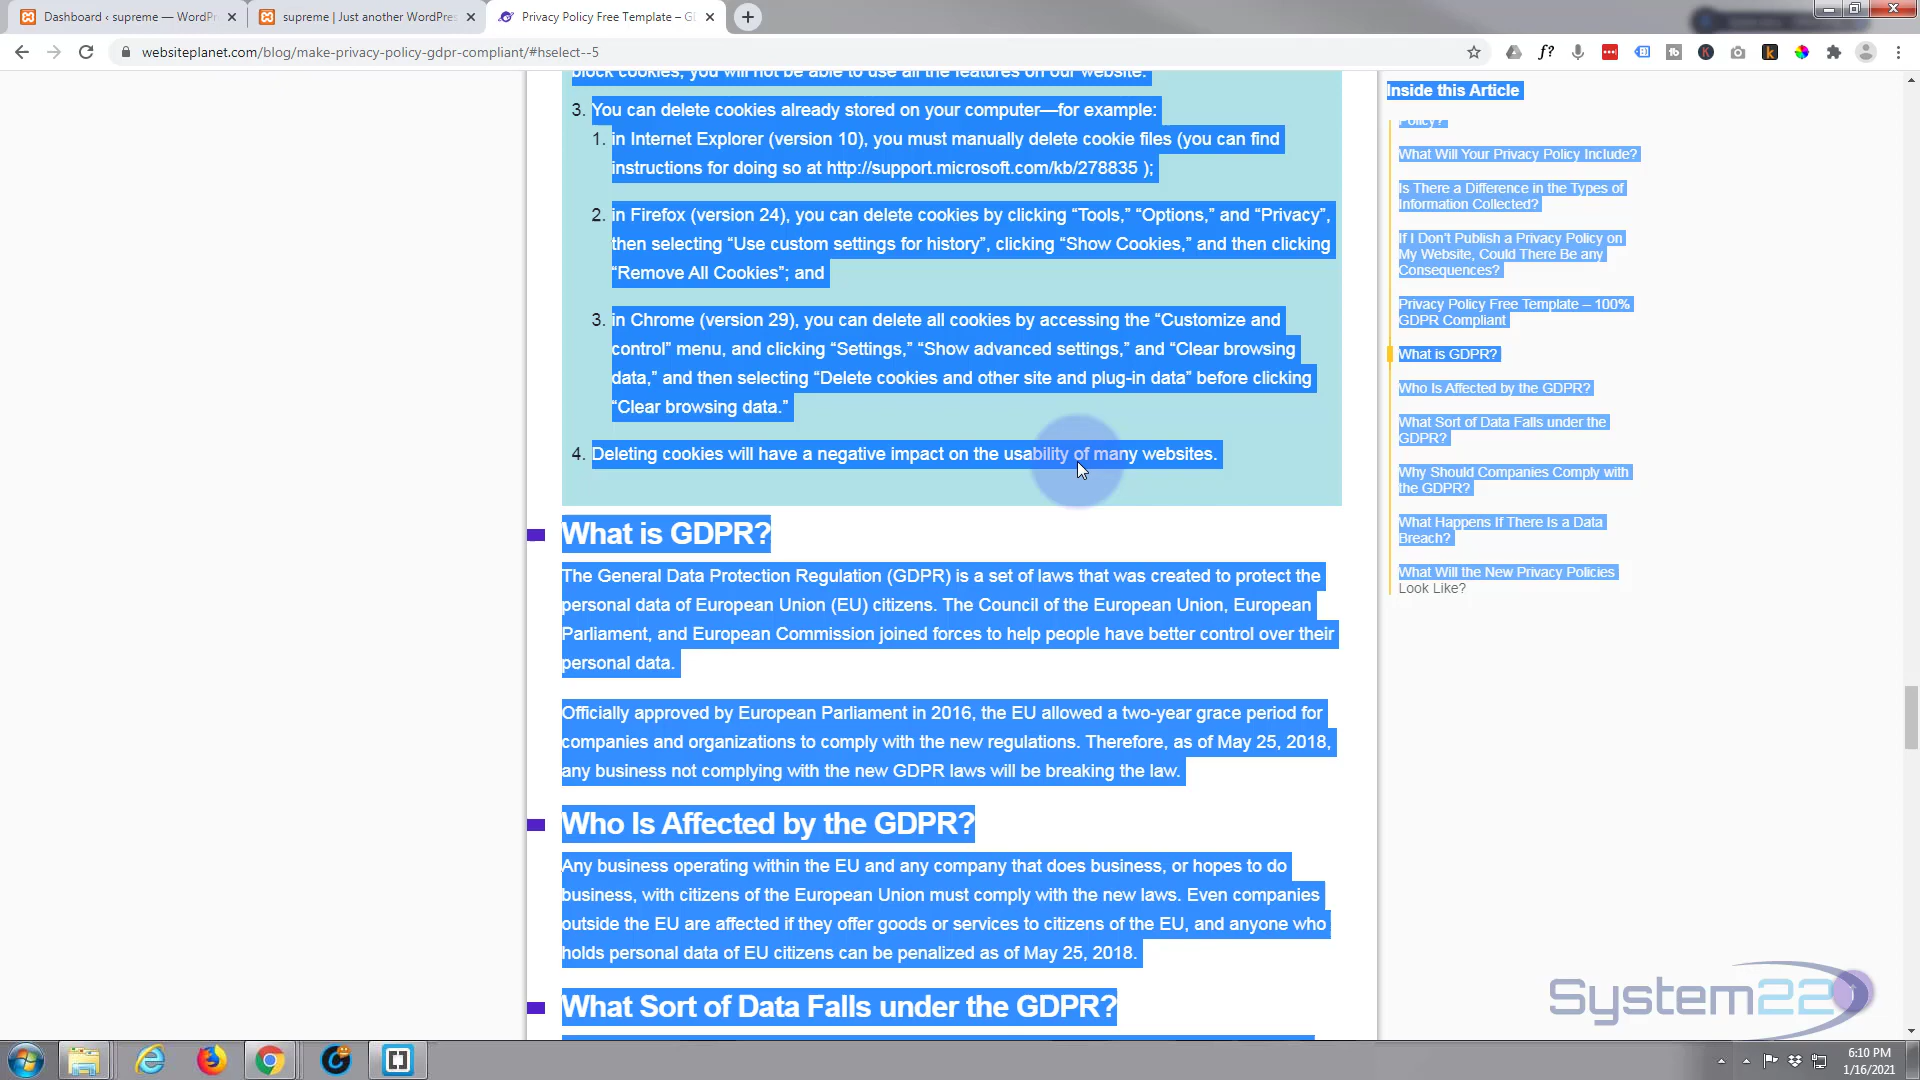 Dashboard ‹ supreme — WordPr
supreme | Just another WordPres
Privacy Policy Free Template – GD
websiteplanet.com/blog/make-privacy-policy-gdpr-compliant/#hselect--5
block cookies, you will not be able to use all the features on our website.
3. You can delete cookies already stored on your computer—for example:
1. in Internet Explorer (version 10), you must manually delete cookie files (you can find
instructions for doing so at http://support.microsoft.com/kb/278835 );
2. in Firefox (version 24), you can delete cookies by clicking “Tools,” “Options,” and “Privacy”,
then selecting “Use custom settings for history”, clicking “Show Cookies,” and then clicking
“Remove All Cookies”; and
3. in Chrome (version 29), you can delete all cookies by accessing the “Customize and
control” menu, and clicking “Settings,” “Show advanced settings,” and “Clear browsing
data,” and then selecting “Delete cookies and other site and plug-in data” before clicking
“Clear browsing data.”
4. Deleting cookies will have a negative impact on the usability of many websites.
What is GDPR?
The General Data Protection Regulation (GDPR) is a set of laws that was created to protect the
personal data of European Union (EU) citizens. The Council of the European Union, European
Parliament, and European Commission joined forces to help people have better control over their
personal data.
Officially approved by European Parliament in 2016, the EU allowed a two-year grace period for
companies and organizations to comply with the new regulations. Therefore, as of May 25, 2018,
any business not complying with the new GDPR laws will be breaking the law.
Who Is Affected by the GDPR?
Any business operating within the EU and any company that does business, or hopes to do
business, with citizens of the European Union must comply with the new laws. Even companies
outside the EU are affected if they offer goods or services to citizens of the EU, and anyone who
holds personal data of EU citizens can be penalized as of May 25, 2018.
What Sort of Data Falls under the GDPR?
Inside this Article
Policy?
What Will Your Privacy Policy Include?
Is There a Difference in the Types of
Information Collected?
If I Don’t Publish a Privacy Policy on
My Website, Could There Be any
Consequences?
Privacy Policy Free Template – 100%
GDPR Compliant
What is GDPR?
Who Is Affected by the GDPR?
What Sort of Data Falls under the
GDPR?
Why Should Companies Comply with
the GDPR?
What Happens If There Is a Data
Breach?
What Will the New Privacy Policies
Look Like?
System22
6:10 PM
1/16/2021